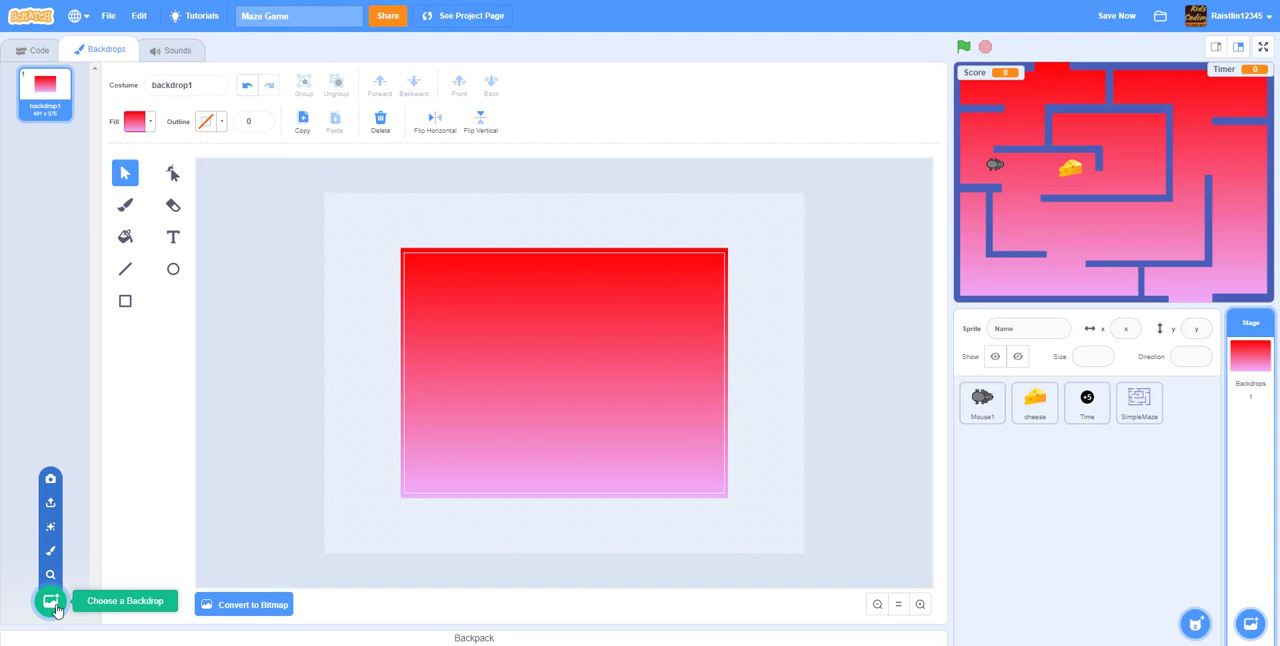 SCRATCH File Edit Tutorials Maze Game Share See Project Page Save Now Raistlin12345
Code Backdrops Sounds
1
backdrop1
491 x 375
Costume backdrop1 Group Ungroup Forward Backward Front Back
Fill Outline 0 Copy Paste Delete Flip Horizontal Flip Vertical
T
Choose a Backdrop
Convert to Bitmap
Backpack
Score 8 Timer 0
Sprite Name x x y y
Show Size Direction
Mouse1 cheese Time SimpleMaze
+5
Stage
Backdrops
1